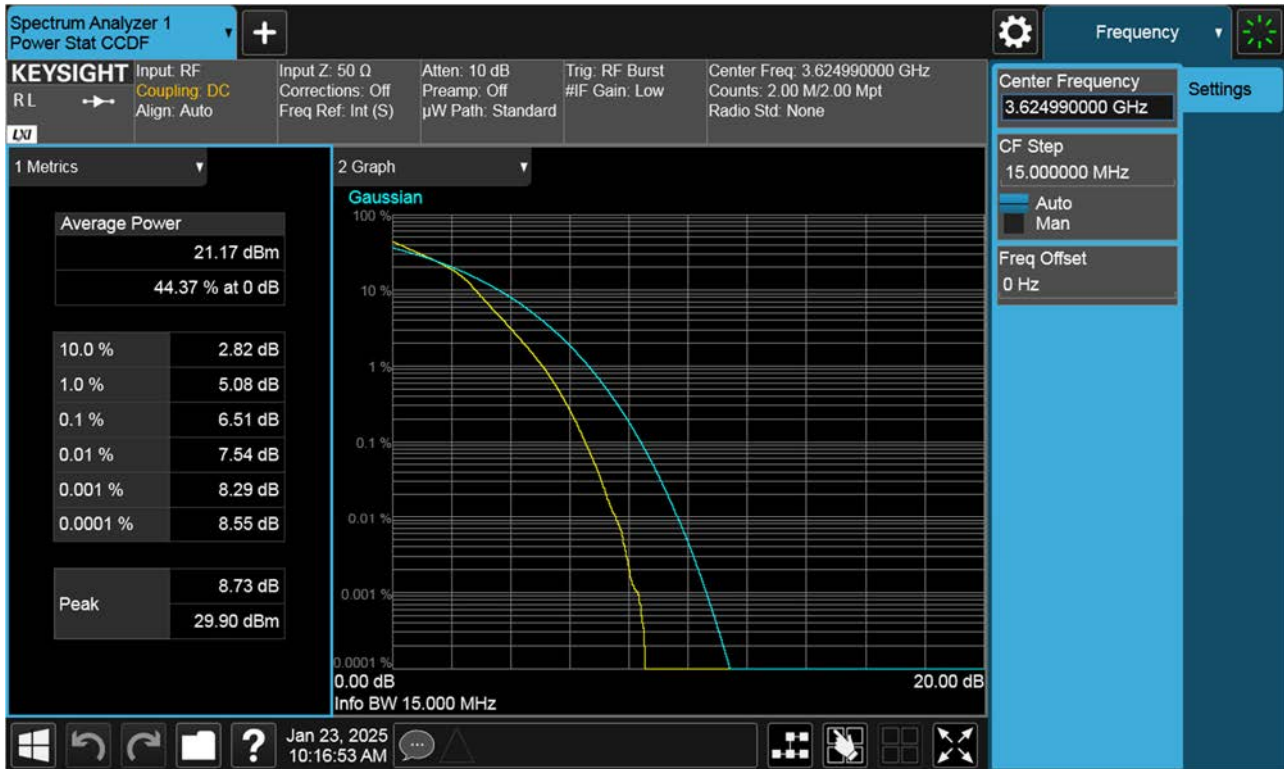 Spectrum Analyzer 1
Power Stat CCDF
+
Frequency
KEYSIGHT
RL
LXI
Input: RF
Coupling: DC
Align: Auto
Input Z: 50 Ω
Corrections: Off
Freq Ref: Int (S)
Atten: 10 dB
Preamp: Off
µW Path: Standard
Trig: RF Burst
#IF Gain: Low
Center Freq: 3.624990000 GHz
Counts: 2.00 M/2.00 Mpt
Radio Std: None
Center Frequency
3.624990000 GHz
Settings
CF Step
15.000000 MHz
Auto
Man
Freq Offset
0 Hz
1 Metrics
Average Power
21.17 dBm
44.37 % at 0 dB
10.0 % 2.82 dB
1.0 % 5.08 dB
0.1 % 6.51 dB
0.01 % 7.54 dB
0.001 % 8.29 dB
0.0001 % 8.55 dB
Peak
8.73 dB
29.90 dBm
2 Graph
Gaussian
100 %
10 %
1 %
0.1 %
0.01 %
0.001 %
0.0001 %
0.00 dB 20.00 dB
Info BW 15.000 MHz
?
Jan 23, 2025
10:16:53 AM